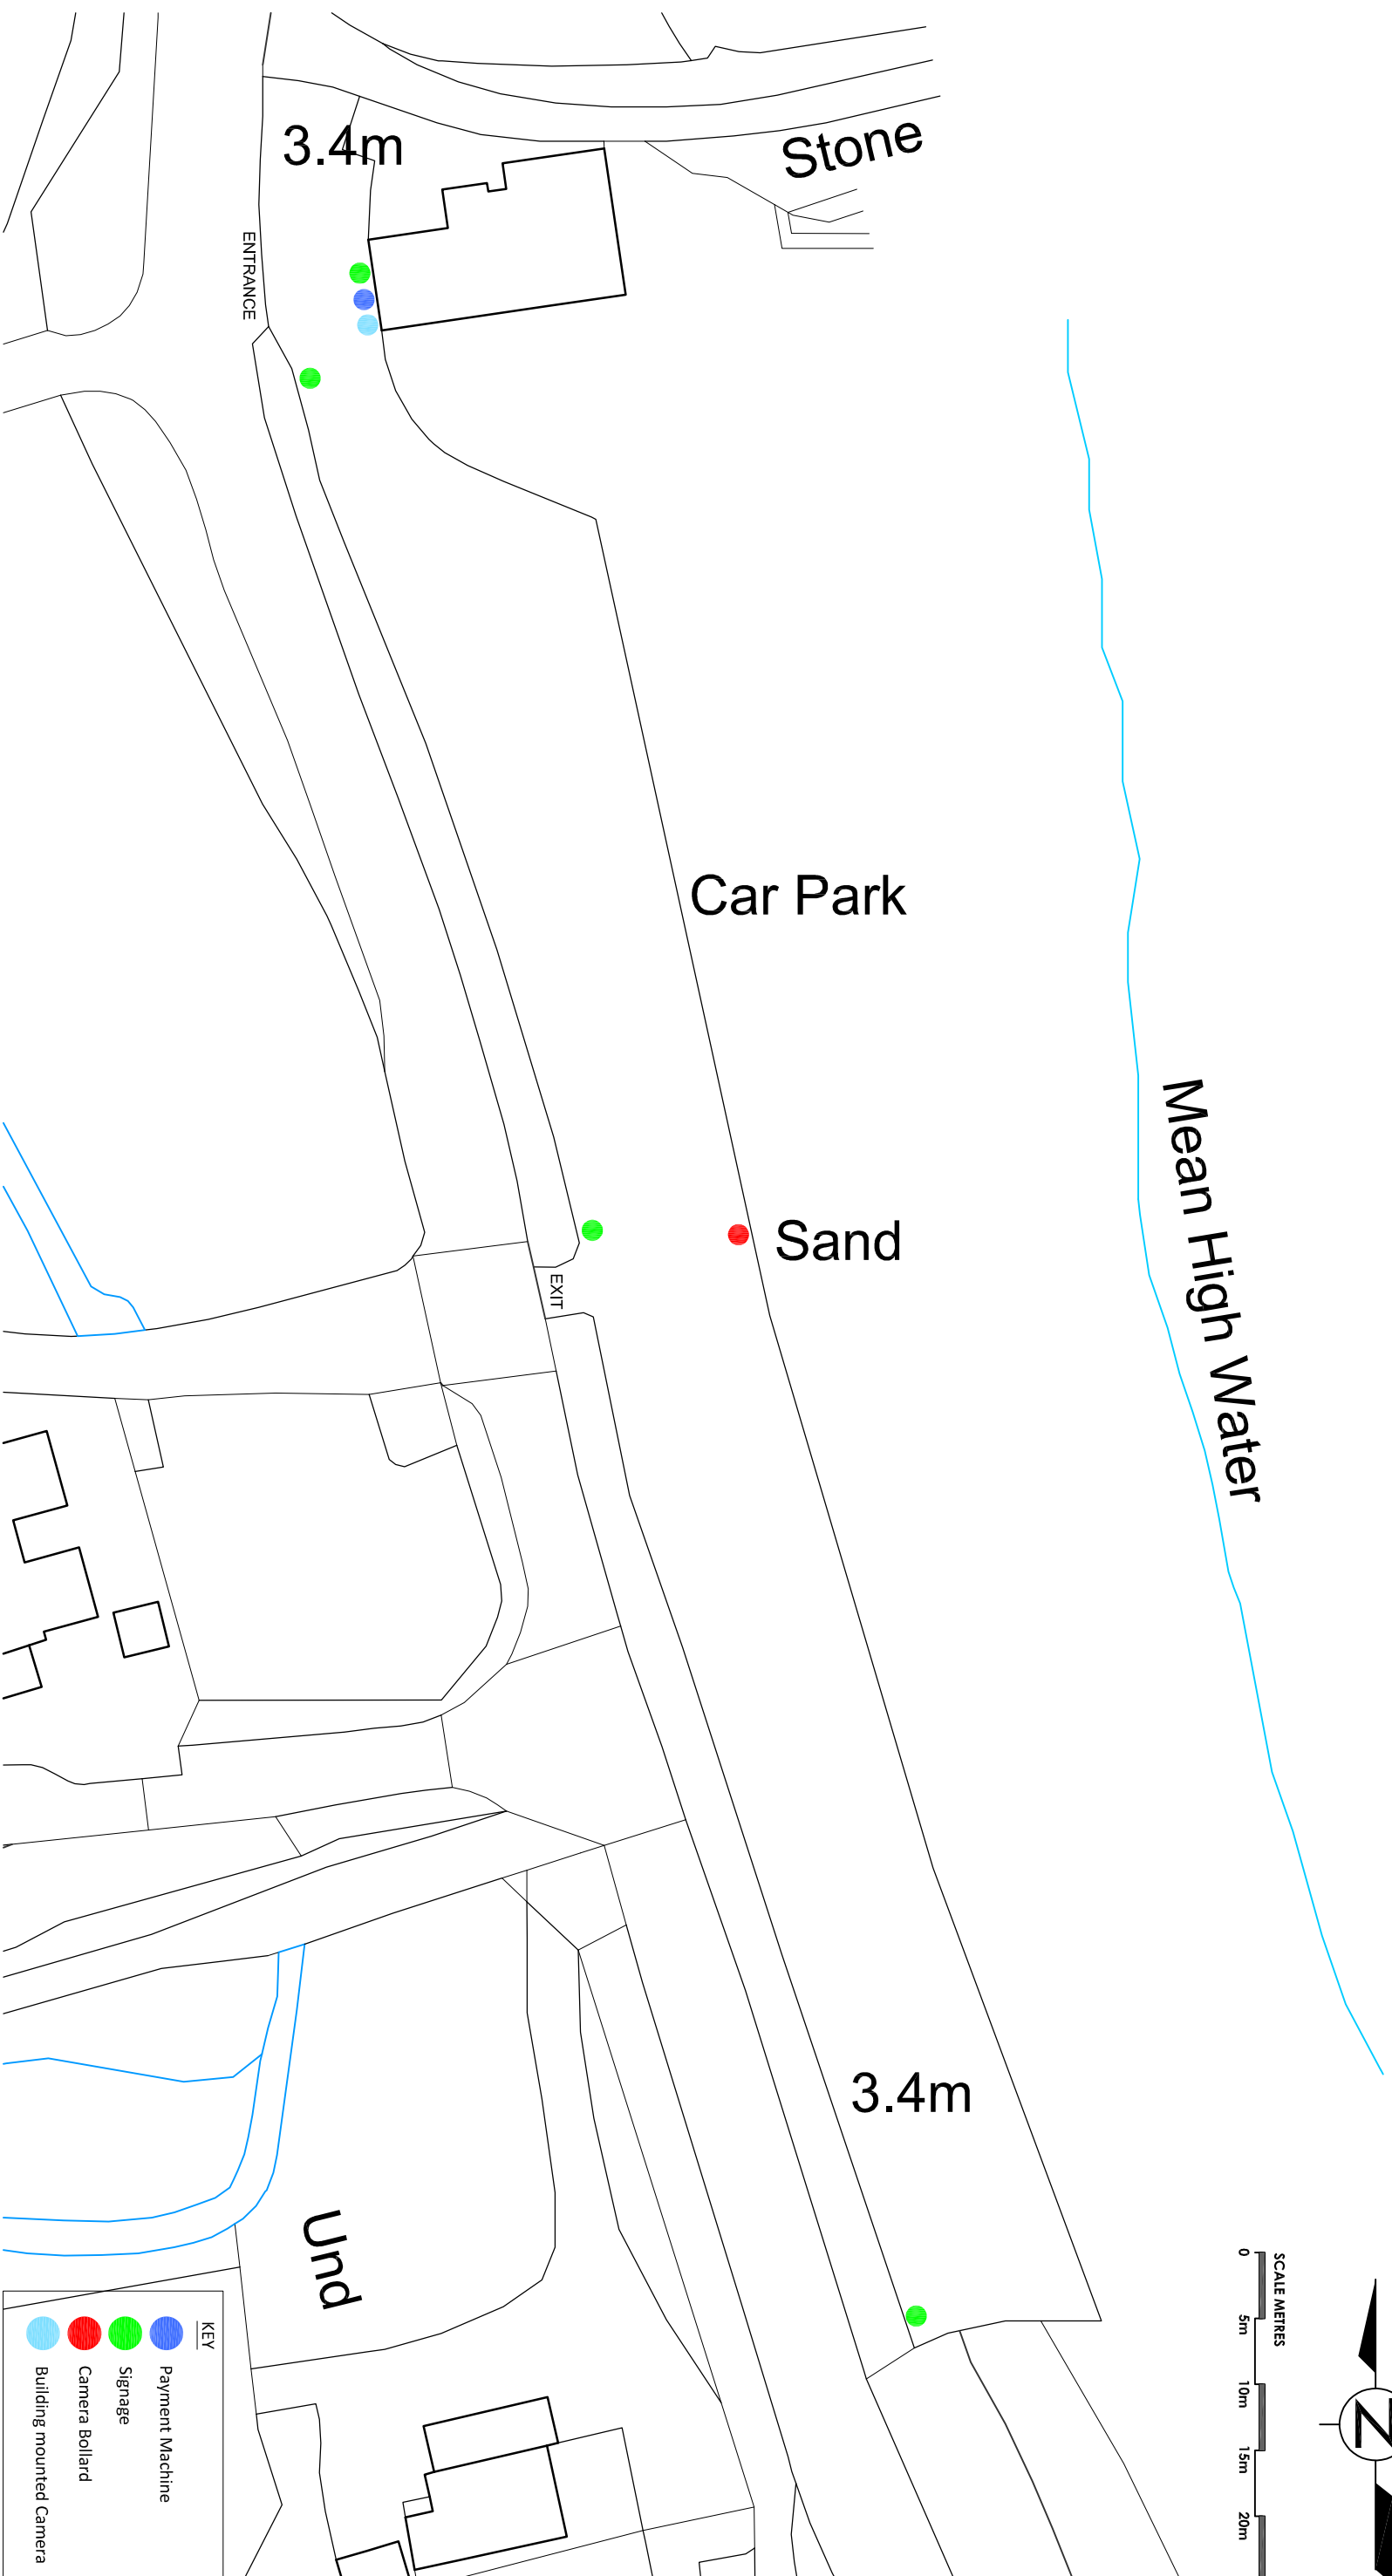 3.4m
Stone
ENTRANCE
Car Park
Mean High Water
Sand
EXIT
3.4m
Und
SCALE METRES
0 5m 10m 15m 20m
N
KEY
Payment Machine
Signage
Camera Bollard
Building mounted Camera